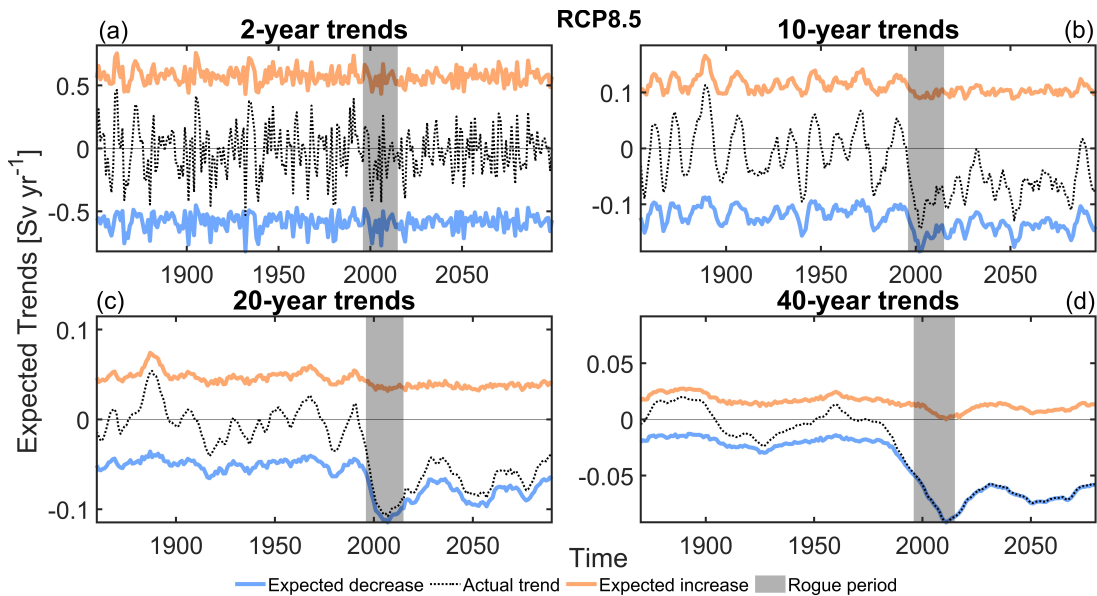 RCP8.5
(a) 2-year trends
10-year trends (b)
0.5
0
-0.5
1900 1950 2000 2050
0.1
0
-0.1
1900 1950 2000 2050
(c) 20-year trends
40-year trends (d)
0.1
0
-0.1
1900 1950 2000 2050
0.05
0
-0.05
1900 1950 2000 2050
Expected Trends [Sv yr-1]
Time
Expected decrease Actual trend Expected increase Rogue period